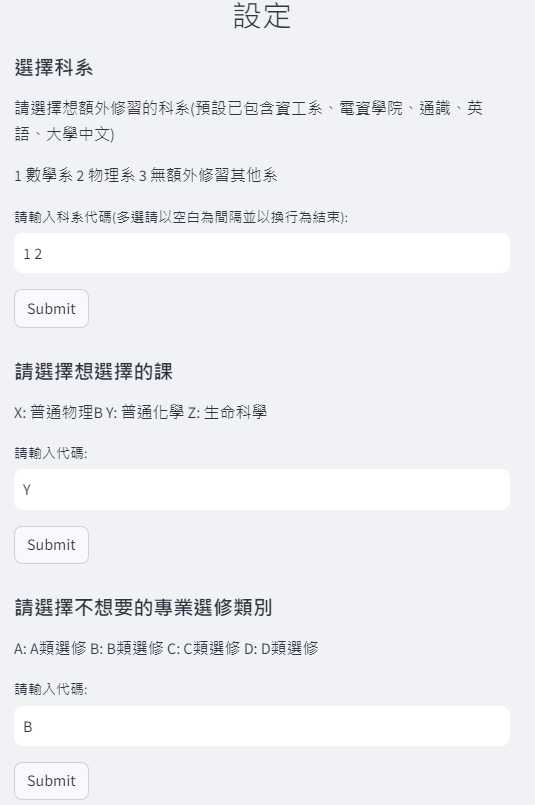 設定
選擇科系
請選擇想額外修習的科系(預設已包含資工系、電資學院、通識、英
語、大學中文)
1 數學系 2 物理系 3 無額外修習其他系
請輸入科系代碼(多選請以空白為間隔並以換行為結束):
1 2
Submit
請選擇想選擇的課
X: 普通物理B Y: 普通化學 Z: 生命科學
請輸入代碼:
Y
Submit
請選擇不想要的專業選修類別
A: A類選修 B: B類選修 C: C類選修 D: D類選修
請輸入代碼:
B
Submit